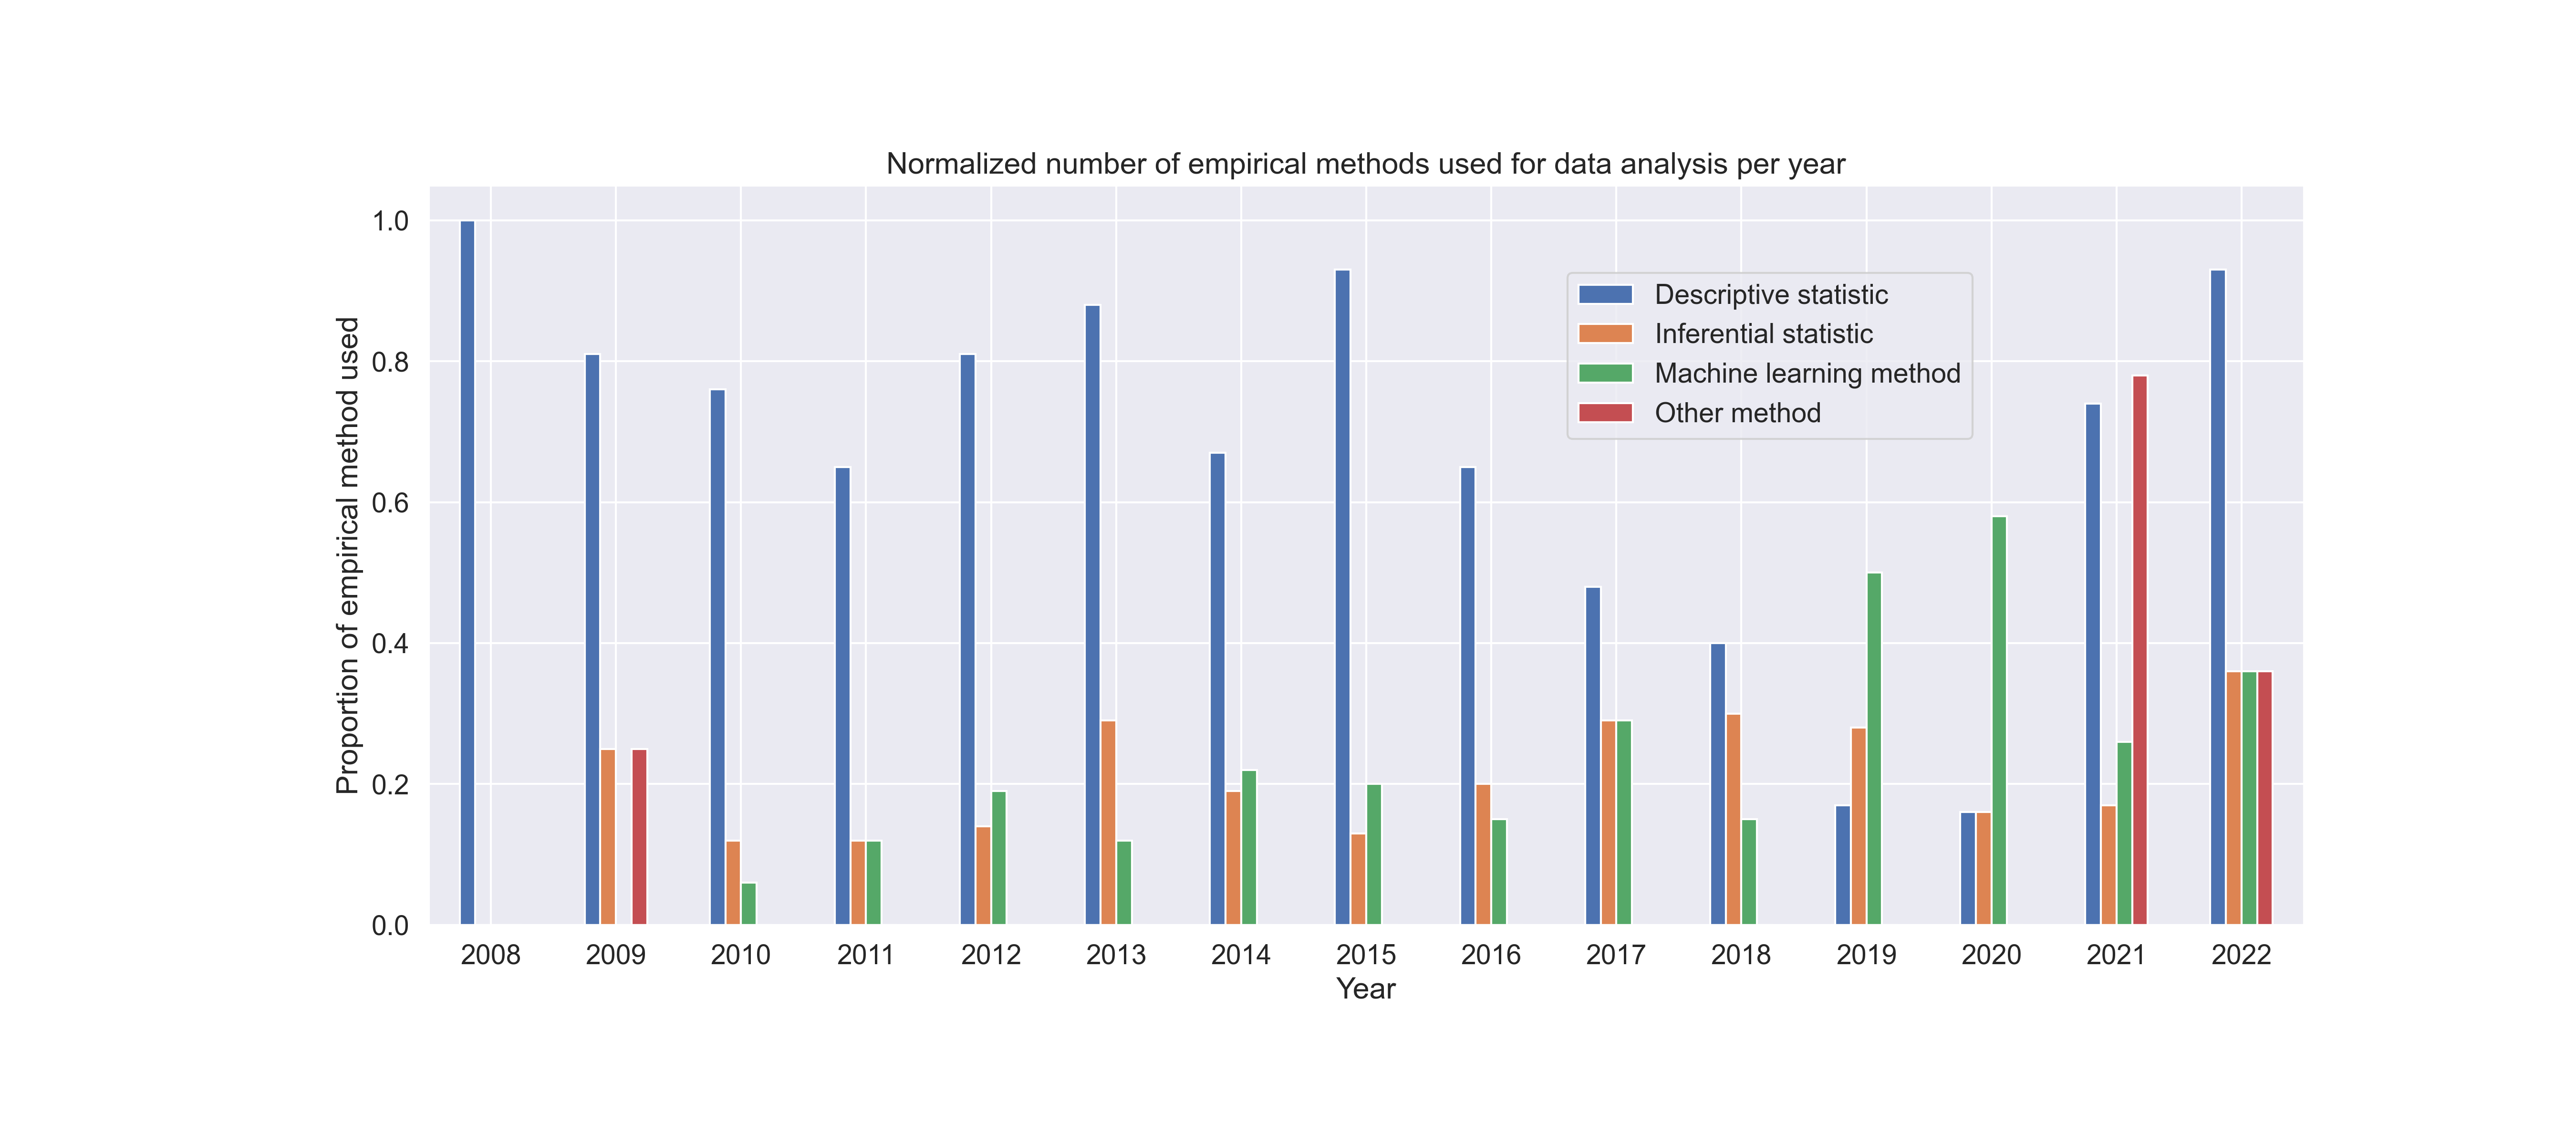 Normalized number of empirical methods used for data analysis per year
Proportion of empirical method used
1.0
0.8
0.6
0.4
0.2
0.0
Descriptive statistic
Inferential statistic
Machine learning method
Other method
2008 2009 2010 2011 2012 2013 2014 2015 2016 2017 2018 2019 2020 2021 2022
Year